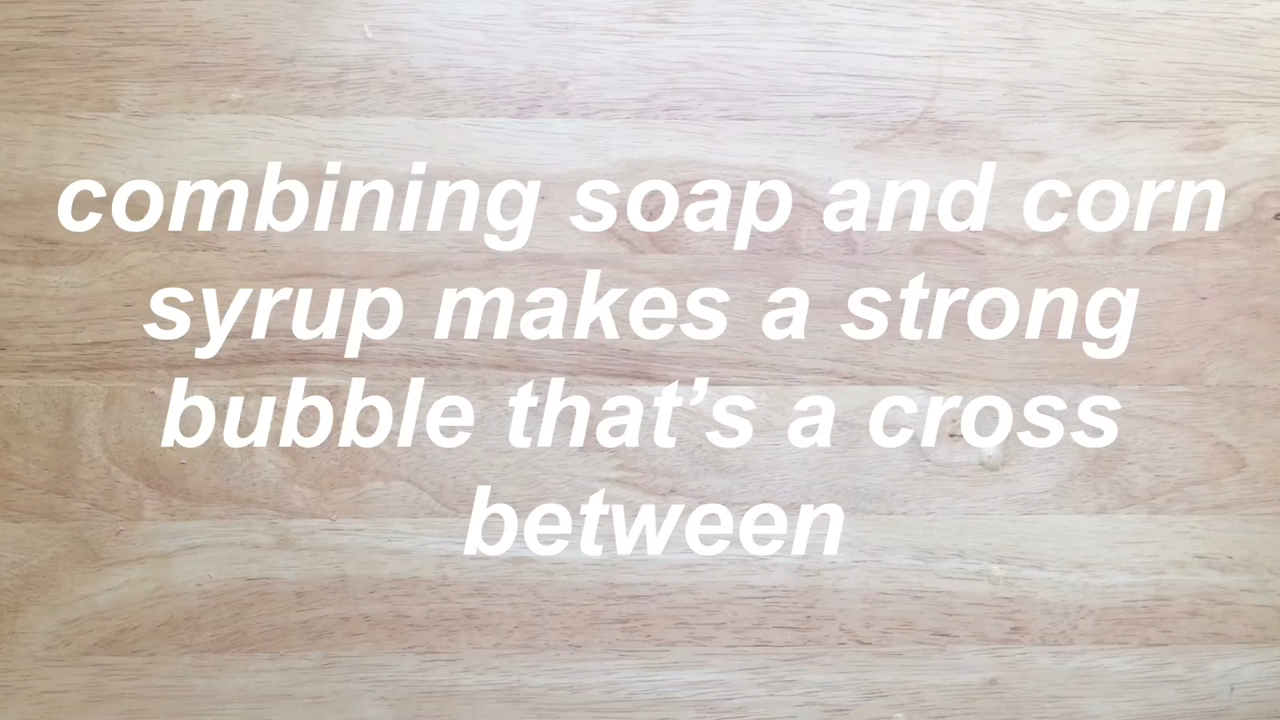 combining soap and corn
syrup makes a strong
bubble that’s a cross
between